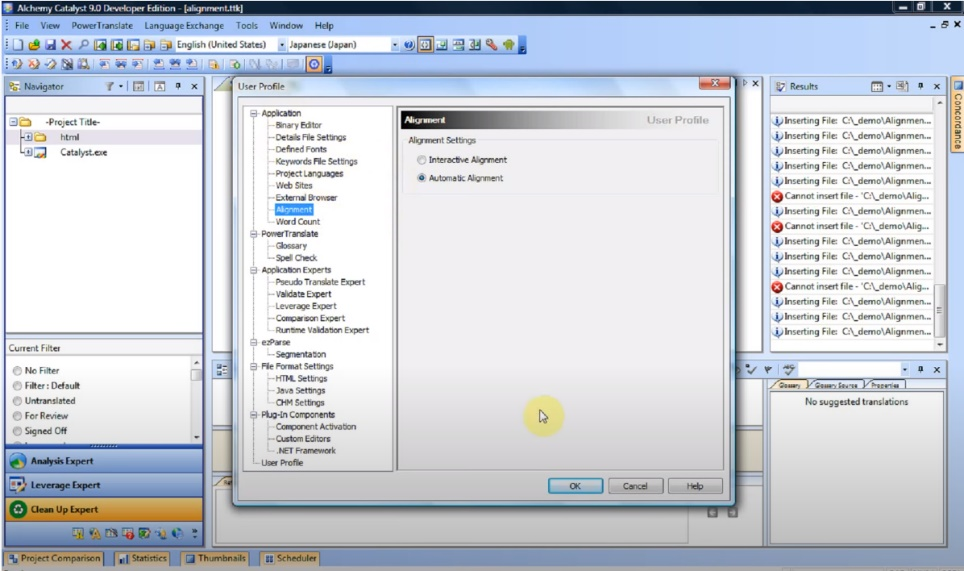 Alchemy Catalyst 9.0 Developer Edition - [alignment.ttk]
File View PowerTranslate Language Exchange Tools Window Help
English (United States) Japanese (Japan)
Navigator
-Project Title-
html
Catalyst.exe
Current Filter
No Filter
Filter : Default
Untranslated
For Review
Signed Off
Analysis Expert
Leverage Expert
Clean Up Expert
Project Comparison Statistics Thumbnails Scheduler
User Profile
Application
Binary Editor
Details File Settings
Defined Fonts
Keywords File Settings
Project Languages
Web Sites
External Browser
Alignment
Word Count
PowerTranslate
Glossary
Spell Check
Application Experts
Pseudo Translate Expert
Validate Expert
Leverage Expert
Comparison Expert
Runtime Validation Expert
ezParse
Segmentation
File Format Settings
HTML Settings
Java Settings
CHM Settings
Plug-In Components
Component Activation
Custom Editors
.NET Framework
User Profile
Alignment User Profile
Alignment Settings
Interactive Alignment
Automatic Alignment
OK Cancel Help
Results
Inserting File: C:\_demo\Alignmen...
Inserting File: C:\_demo\Alignmen...
Inserting File: C:\_demo\Alignmen...
Inserting File: C:\_demo\Alignmen...
Inserting File: C:\_demo\Alignmen...
Cannot insert file - 'C:\_demo\Alig...
Inserting File: C:\_demo\Alignmen...
Cannot insert file - 'C:\_demo\Alig...
Inserting File: C:\_demo\Alignmen...
Inserting File: C:\_demo\Alignmen...
Inserting File: C:\_demo\Alignmen...
Cannot insert file - 'C:\_demo\Alig...
Inserting File: C:\_demo\Alignmen...
Inserting File: C:\_demo\Alignmen...
Inserting File: C:\_demo\Alignmen...
Concordance
Glossary Glossary Source Properties
No suggested translations